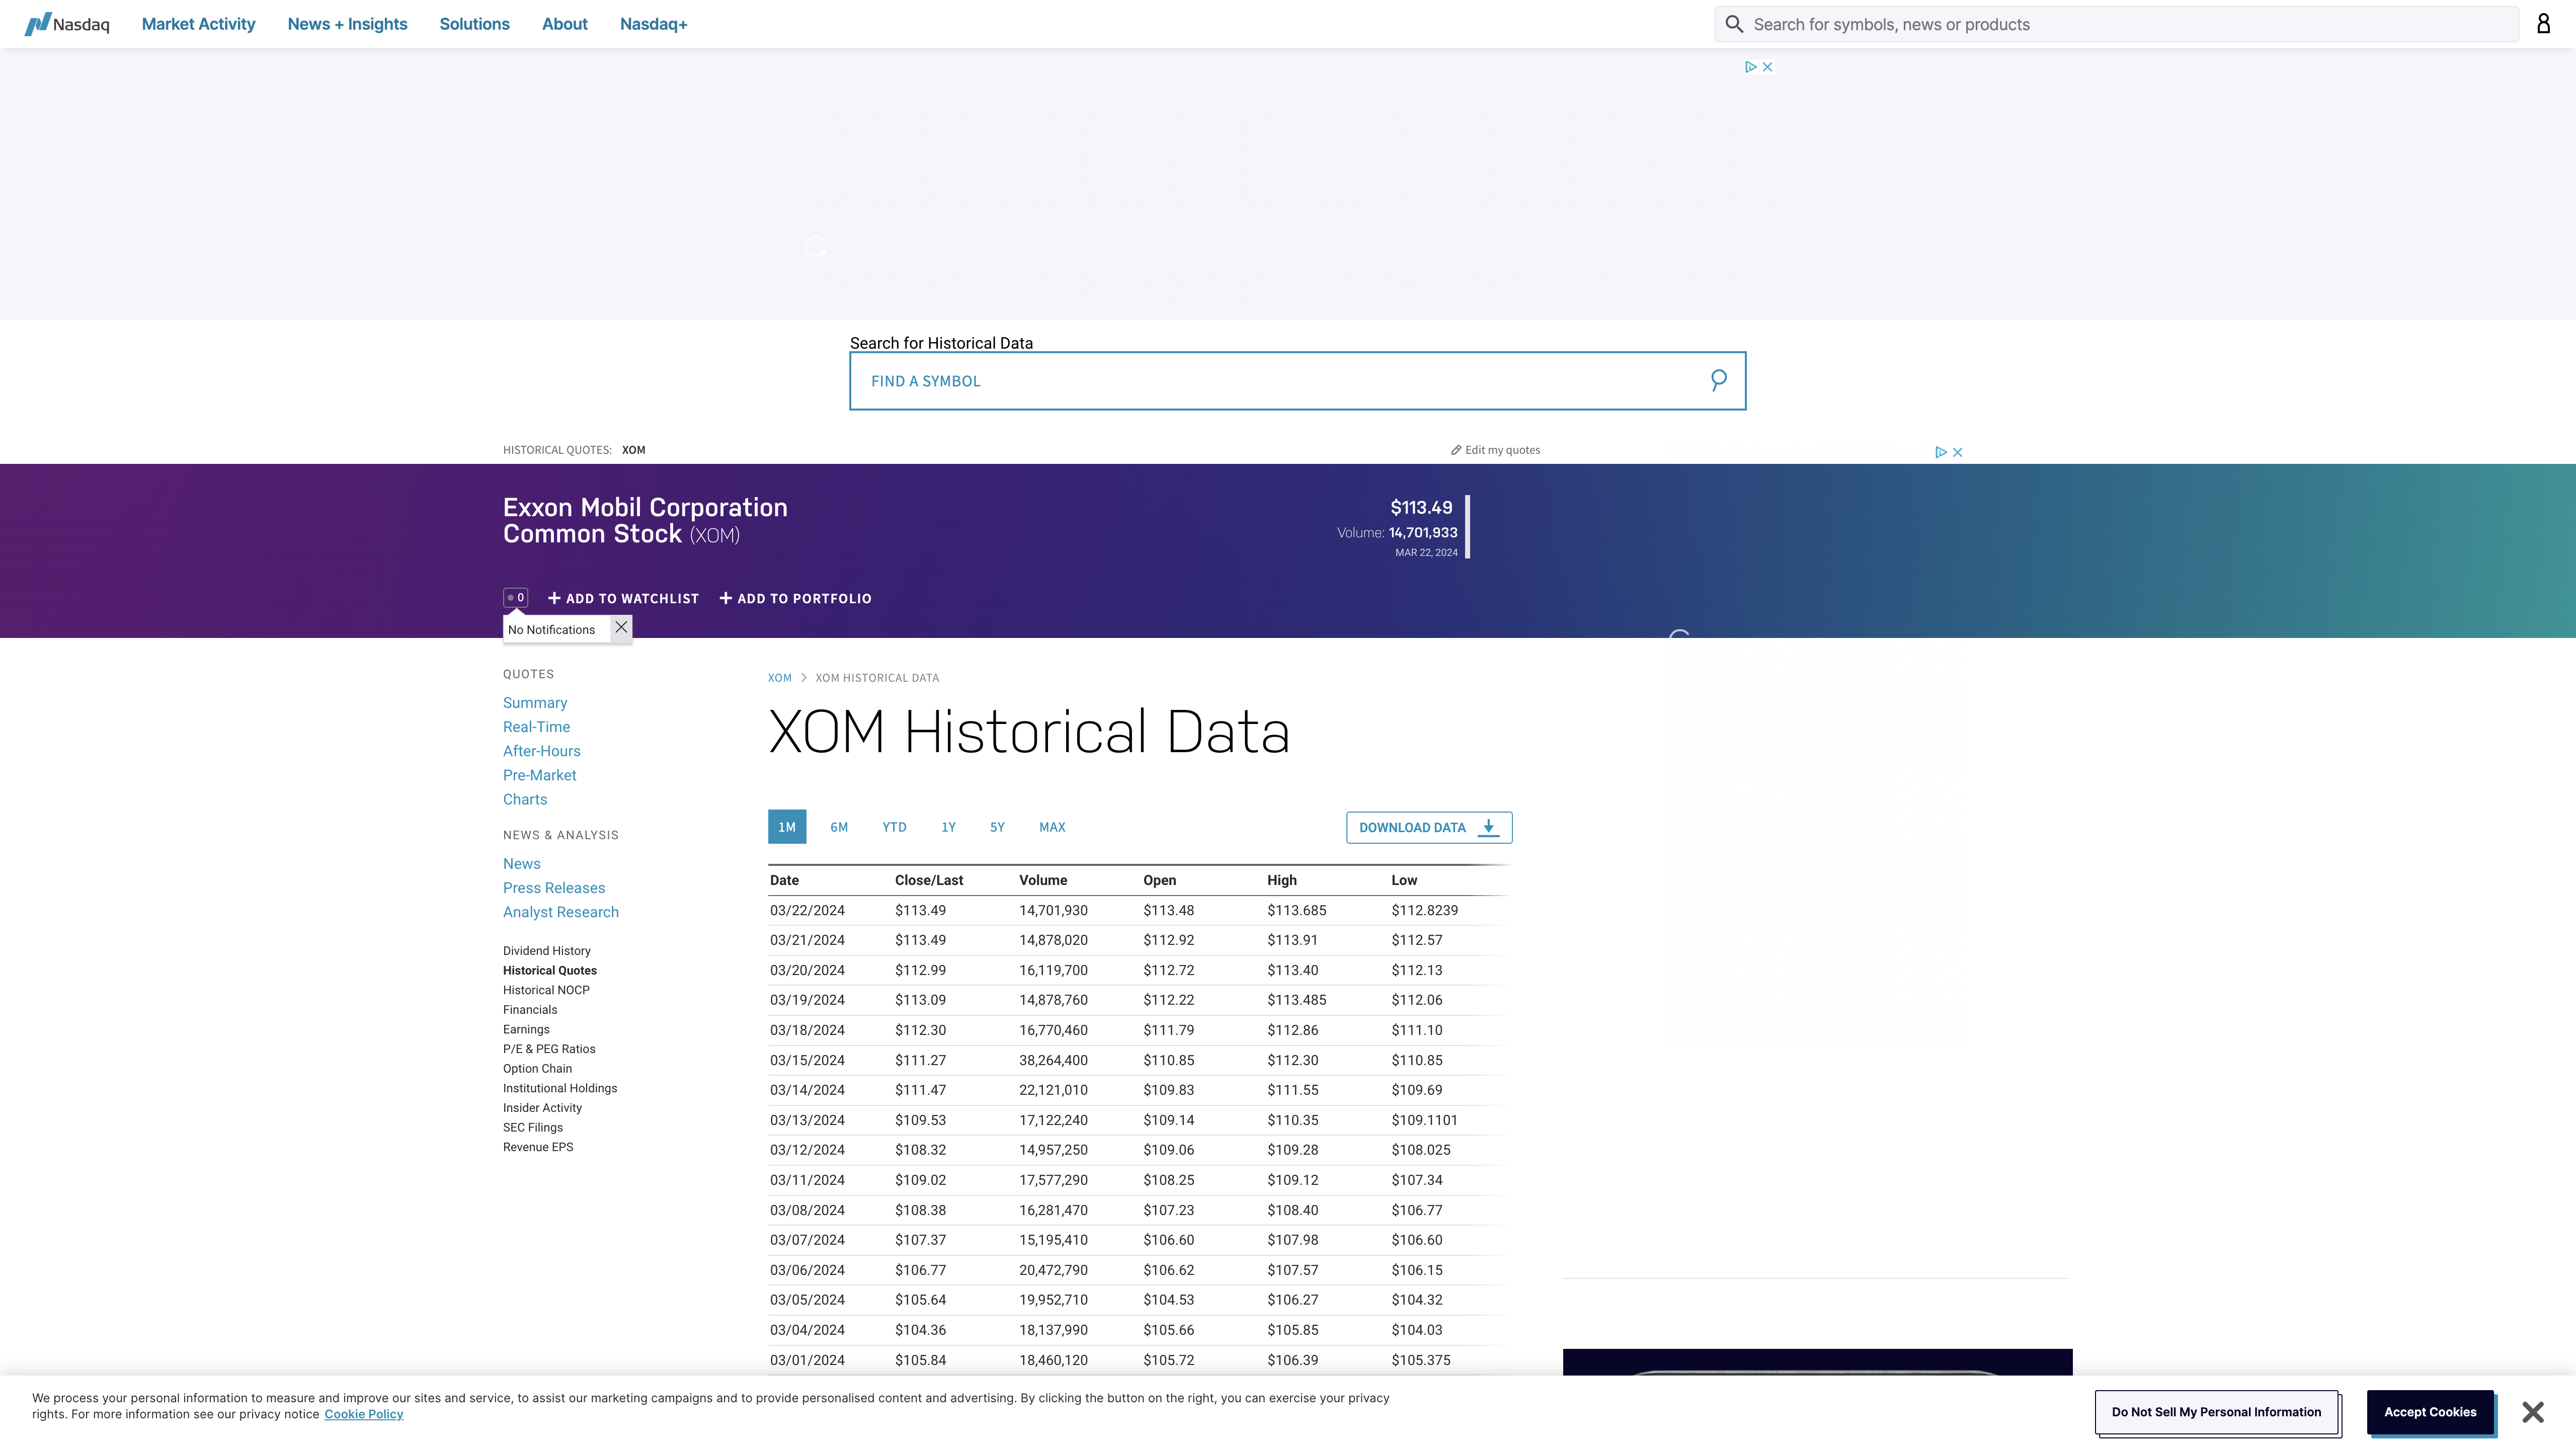 Nasdaq Market Activity News + Insights Solutions About Nasdaq+ Search for symbols, news or products
Search for Historical Data
FIND A SYMBOL
HISTORICAL QUOTES: XOM Edit my quotes
Exxon Mobil Corporation
Common Stock (XOM)
$113.49
Volume: 14,701,933
MAR 22, 2024
0 ADD TO WATCHLIST ADD TO PORTFOLIO
No Notifications
QUOTES
Summary
Real-Time
After-Hours
Pre-Market
Charts
NEWS & ANALYSIS
News
Press Releases
Analyst Research
Dividend History
Historical Quotes
Historical NOCP
Financials
Earnings
P/E & PEG Ratios
Option Chain
Institutional Holdings
Insider Activity
SEC Filings
Revenue EPS
XOM > XOM HISTORICAL DATA
XOM Historical Data
1M 6M YTD 1Y 5Y MAX DOWNLOAD DATA
Date Close/Last Volume Open High Low
03/22/2024 $113.49 14,701,930 $113.48 $113.685 $112.8239
03/21/2024 $113.49 14,878,020 $112.92 $113.91 $112.57
03/20/2024 $112.99 16,119,700 $112.72 $113.40 $112.13
03/19/2024 $113.09 14,878,760 $112.22 $113.485 $112.06
03/18/2024 $112.30 16,770,460 $111.79 $112.86 $111.10
03/15/2024 $111.27 38,264,400 $110.85 $112.30 $110.85
03/14/2024 $111.47 22,121,010 $109.83 $111.55 $109.69
03/13/2024 $109.53 17,122,240 $109.14 $110.35 $109.1101
03/12/2024 $108.32 14,957,250 $109.06 $109.28 $108.025
03/11/2024 $109.02 17,577,290 $108.25 $109.12 $107.34
03/08/2024 $108.38 16,281,470 $107.23 $108.40 $106.77
03/07/2024 $107.37 15,195,410 $106.60 $107.98 $106.60
03/06/2024 $106.77 20,472,790 $106.62 $107.57 $106.15
03/05/2024 $105.64 19,952,710 $104.53 $106.27 $104.32
03/04/2024 $104.36 18,137,990 $105.66 $105.85 $104.03
03/01/2024 $105.84 18,460,120 $105.72 $106.39 $105.375
We process your personal information to measure and improve our sites and service, to assist our marketing campaigns and to provide personalised content and advertising. By clicking the button on the right, you can exercise your privacy
rights. For more information see our privacy notice Cookie Policy
Do Not Sell My Personal Information Accept Cookies